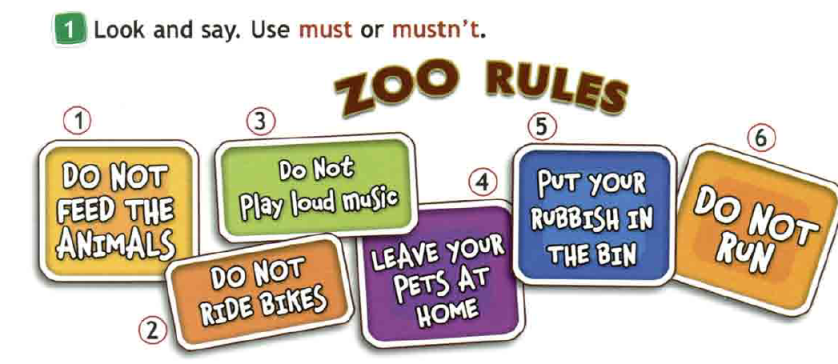 1 Look and say. Use must or mustn't.
ZOO RULES
1
DO NOT
FEED THE
ANIMALS
2
DO NOT
RIDE BIKES
3
Do Not
Play loud music
4
LEAVE YOUR
PETS AT
HOME
5
PUT YOUR
RUBBISH IN
THE BIN
6
DO NOT
RUN